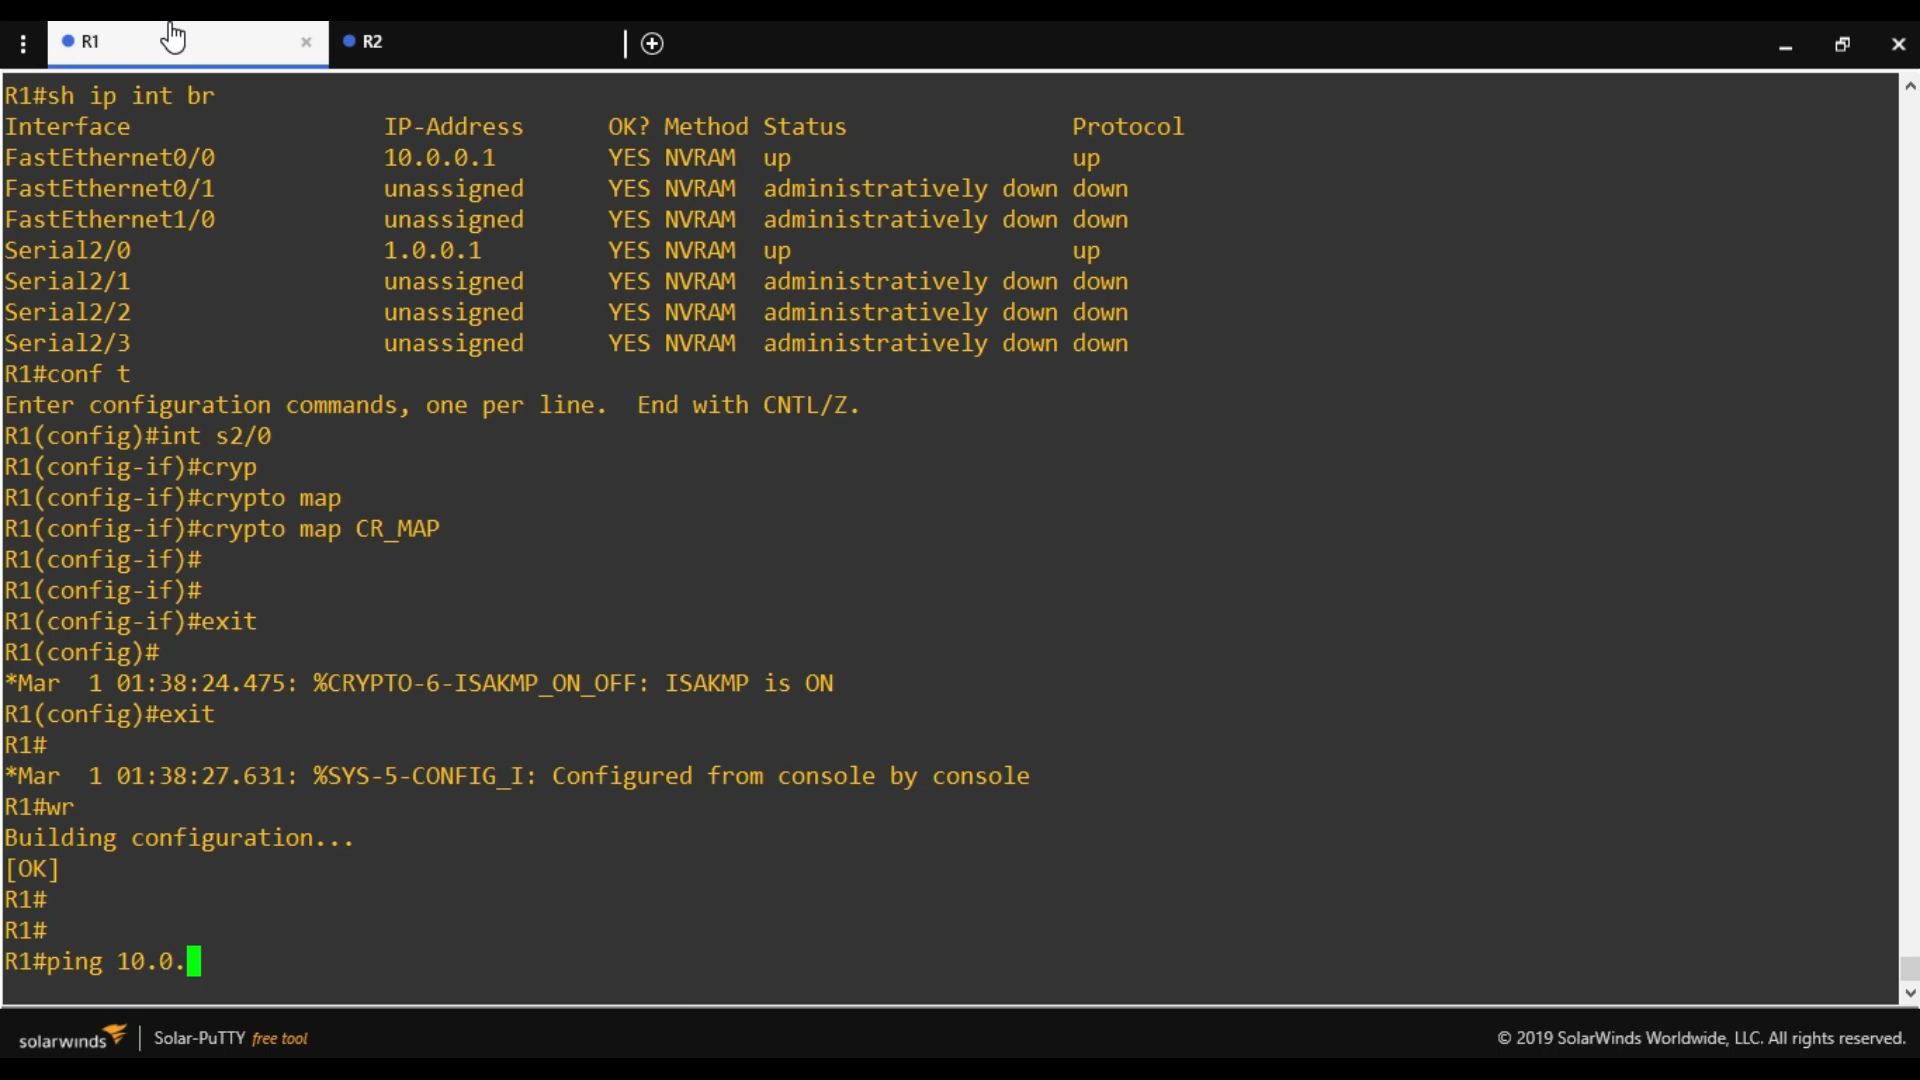 R1 × R2
R1#sh ip int br
Interface IP-Address OK? Method Status Protocol
FastEthernet0/0 10.0.0.1 YES NVRAM up up
FastEthernet0/1 unassigned YES NVRAM administratively down down
FastEthernet1/0 unassigned YES NVRAM administratively down down
Serial2/0 1.0.0.1 YES NVRAM up up
Serial2/1 unassigned YES NVRAM administratively down down
Serial2/2 unassigned YES NVRAM administratively down down
Serial2/3 unassigned YES NVRAM administratively down down
R1#conf t
Enter configuration commands, one per line. End with CNTL/Z.
R1(config)#int s2/0
R1(config-if)#cryp
R1(config-if)#crypto map
R1(config-if)#crypto map CR_MAP
R1(config-if)#
R1(config-if)#
R1(config-if)#exit
R1(config)#
*Mar 1 01:38:24.475: %CRYPTO-6-ISAKMP_ON_OFF: ISAKMP is ON
R1(config)#exit
R1#
*Mar 1 01:38:27.631: %SYS-5-CONFIG_I: Configured from console by console
R1#wr
Building configuration...
[OK]
R1#
R1#
R1#ping 10.0.
solarwinds | Solar-PuTTY free tool © 2019 SolarWinds Worldwide, LLC. All rights reserved.